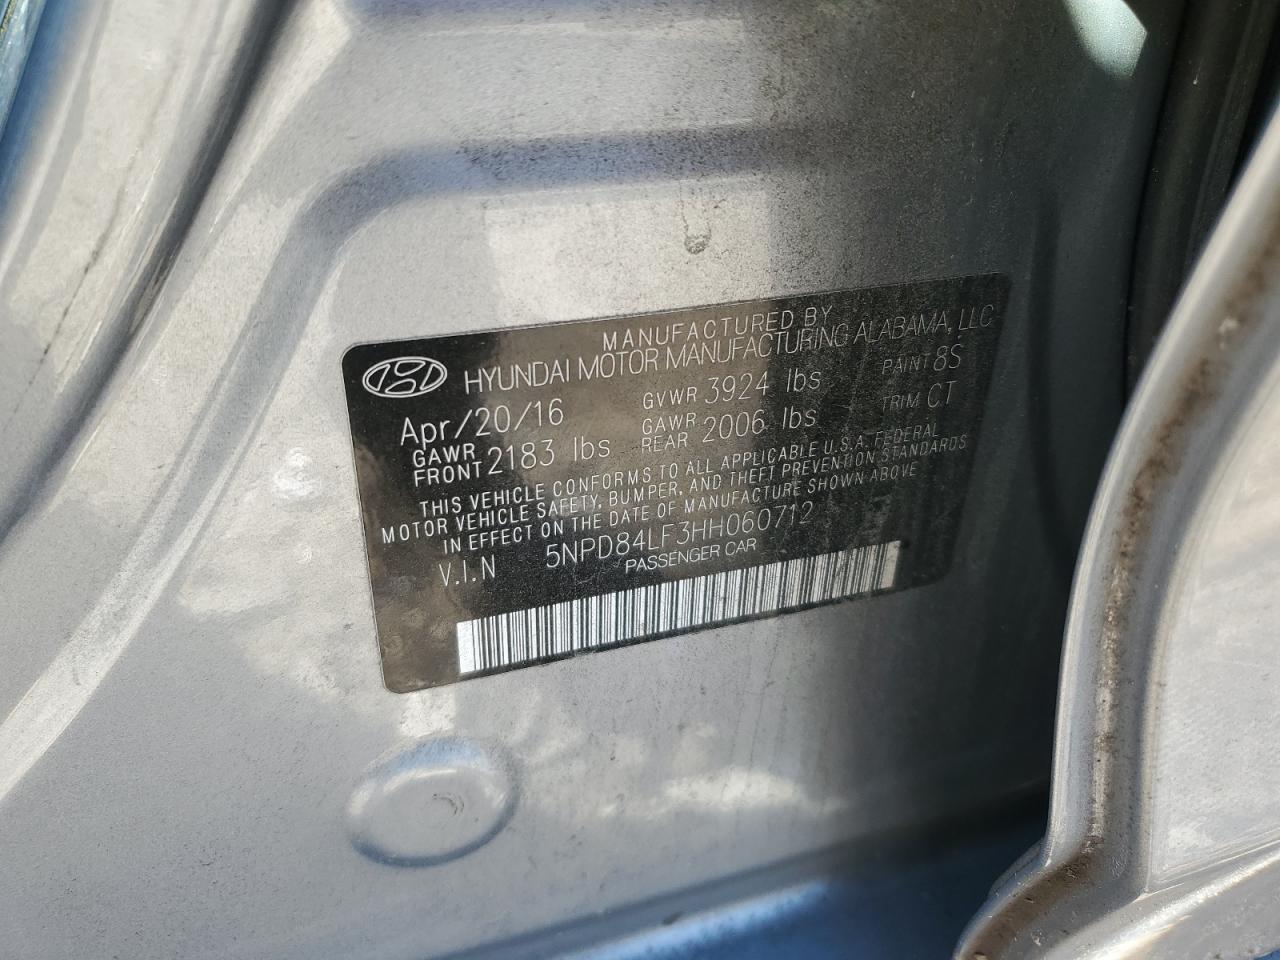 MANUFACTURED BY
HYUNDAI MOTOR MANUFACTURING ALABAMA, LLC
Apr/20/16 GVWR 3924 lbs PAINT 8S
GAWR FRONT 2183 lbs GAWR REAR 2006 lbs TRIM CT
THIS VEHICLE CONFORMS TO ALL APPLICABLE U.S.A. FEDERAL
MOTOR VEHICLE SAFETY, BUMPER, AND THEFT PREVENTION STANDARDS
IN EFFECT ON THE DATE OF MANUFACTURE SHOWN ABOVE
V.I.N 5NPD84LF3HH060712
PASSENGER CAR